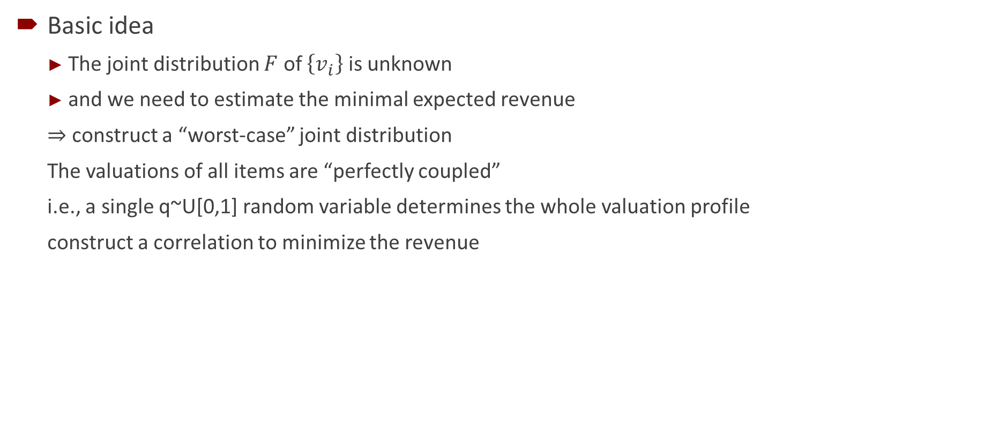 Basic idea
The joint distribution 𝐹 of {𝑣ᵢ} is unknown
and we need to estimate the minimal expected revenue
⇒ construct a “worst-case” joint distribution
The valuations of all items are “perfectly coupled”
i.e., a single q~U[0,1] random variable determines the whole valuation profile
construct a correlation to minimize the revenue